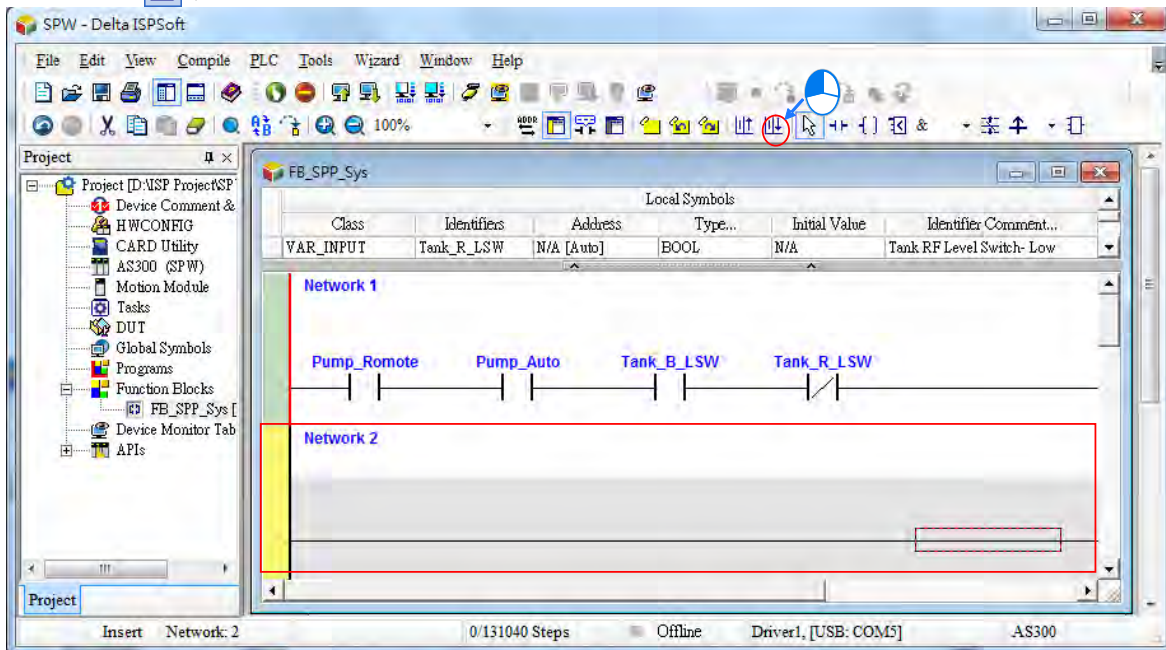 SPW - Delta ISPSoft
File Edit View Compile PLC Tools Wizard Window Help
100%
ADDR
&
Project
FB_SPP_Sys
Project [D:\ISP Project\SP
Device Comment &
HWCONFIG
CARD Utility
AS300 (SPW)
Motion Module
Tasks
DUT
Global Symbols
Programs
Function Blocks
FB_SPP_Sys [
Device Monitor Tab
APIs
Local Symbols
Class Identifiers Address Type... Initial Value Identifier Comment...
VAR_INPUT Tank_R_LSW N/A [Auto] BOOL N/A Tank RF Level Switch- Low
Network 1
Pump_Romote Pump_Auto Tank_B_LSW Tank_R_LSW
Network 2
Project
Insert Network: 2 0/131040 Steps Offline Driver1, [USB: COM5] AS300